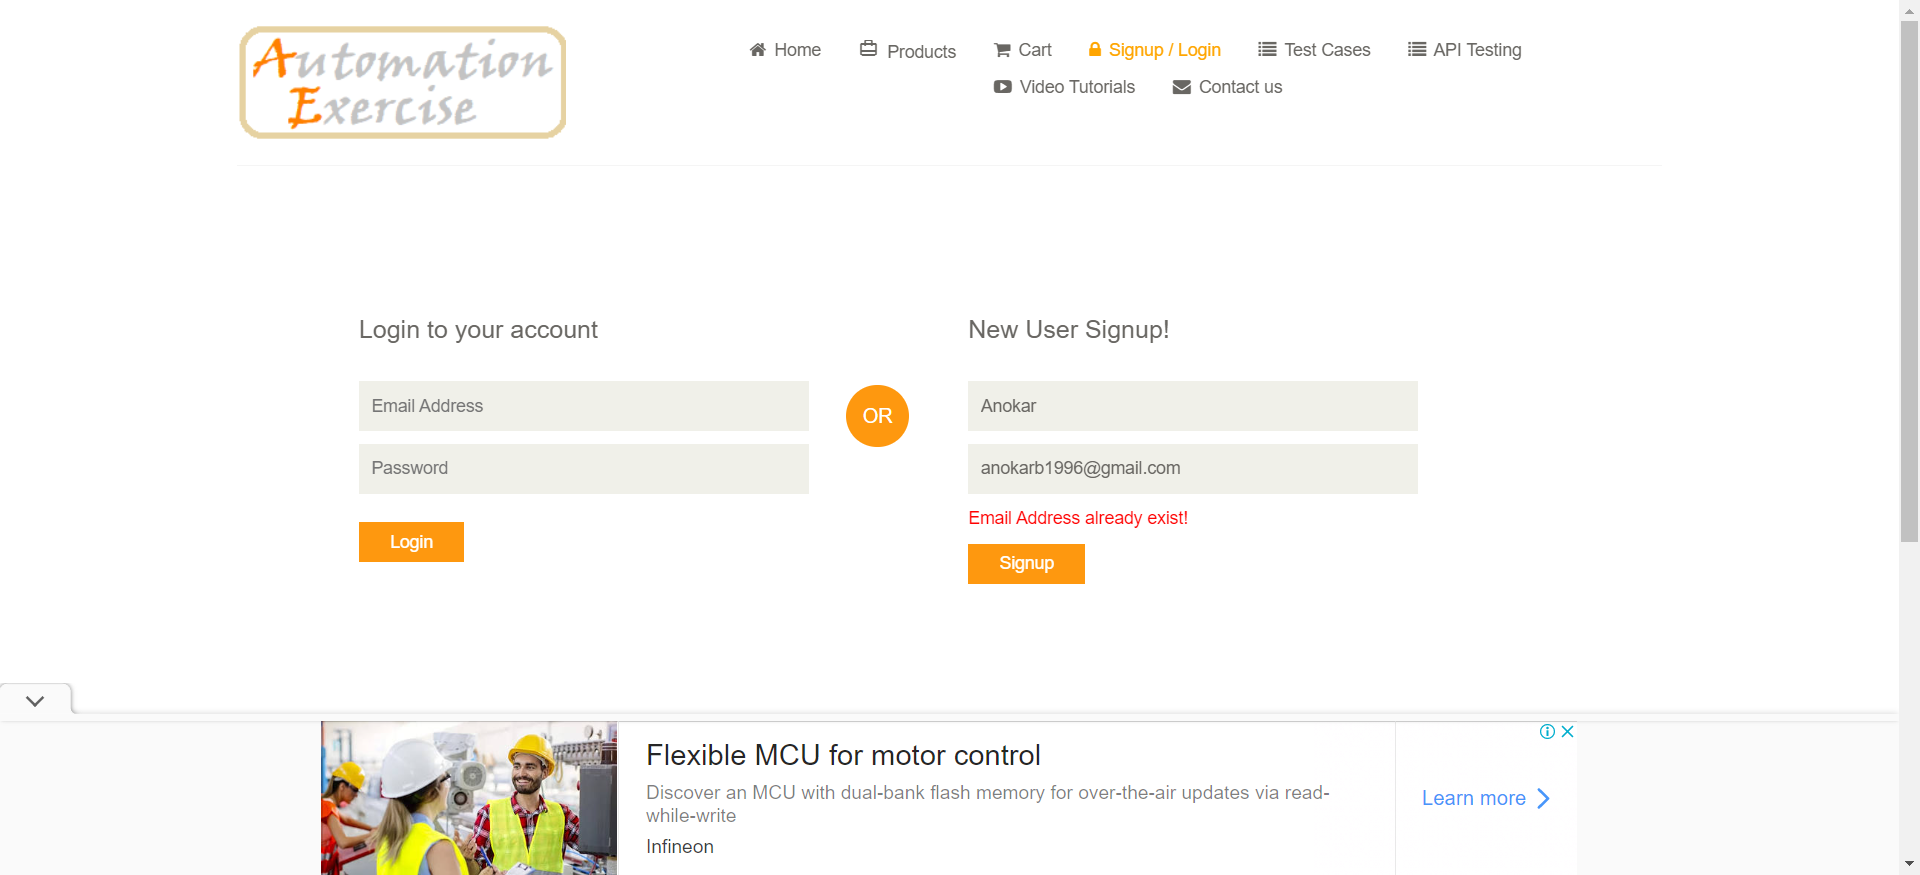 Automation
Exercise
Home
Products
Cart
Signup / Login
Test Cases
API Testing
Video Tutorials
Contact us
Login to your account
Email Address
Password
Login
OR
New User Signup!
Anokar
anokarb1996@gmail.com
Email Address already exist!
Signup
Flexible MCU for motor control
Discover an MCU with dual-bank flash memory for over-the-air updates via read-
while-write
Infineon
Learn more